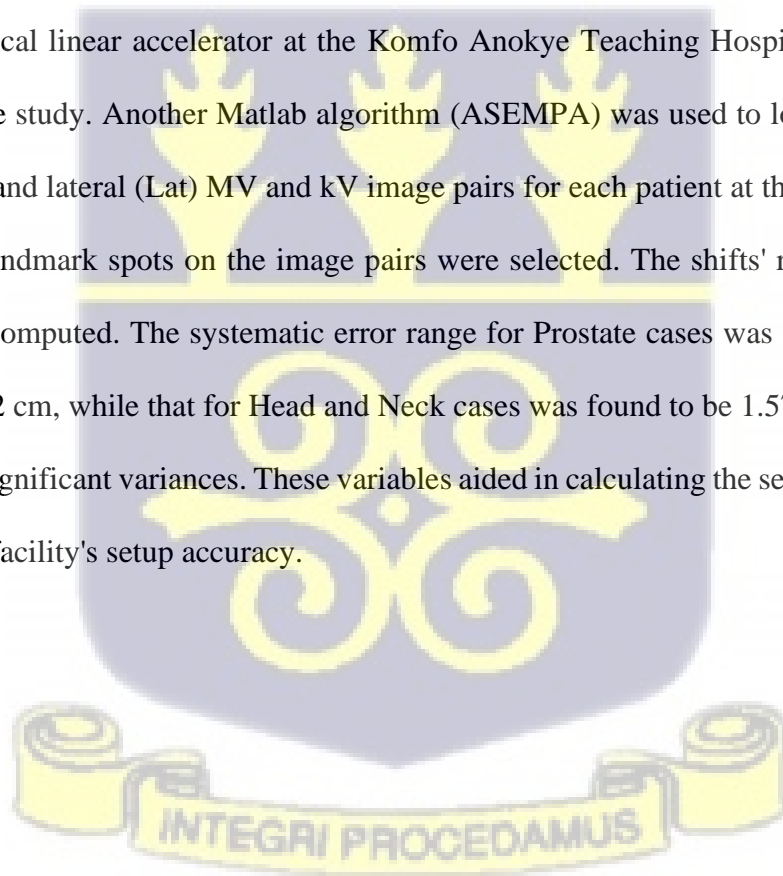 cal linear accelerator at the Komfo Anokye Teaching Hospi
study. Another Matlab algorithm (ASEMPA) was used to l
and lateral (Lat) MV and kV image pairs for each patient at th
ndmark spots on the image pairs were selected. The shifts'
omputed. The systematic error range for Prostate cases was
2 cm, while that for Head and Neck cases was found to be 1.5
gnificant variances. These variables aided in calculating the se
facility's setup accuracy.
INTEGRI PROCEDAMUS